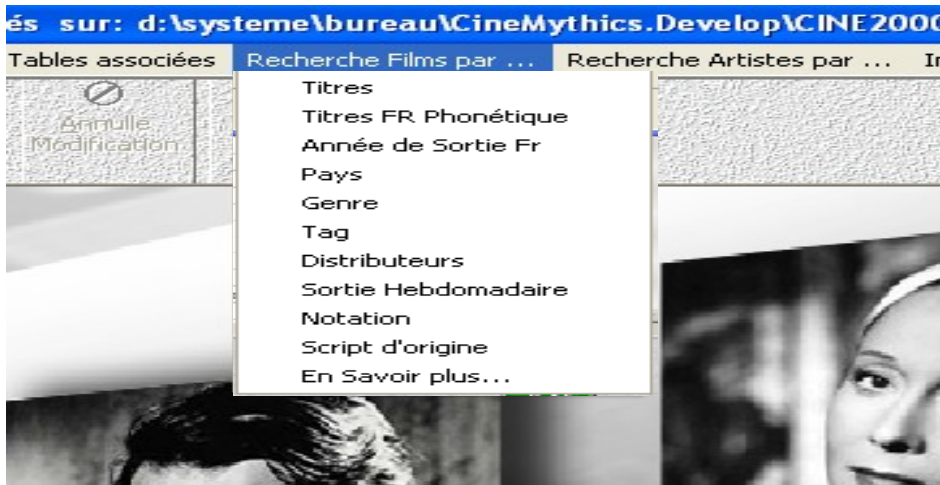 és sur: d:\systeme\bureau\CineMythics.Develop\CINE2000
Tables associées Recherche Films par ... Recherche Artistes par ...
Annulle
Modification
Titres
Titres FR Phonétique
Année de Sortie Fr
Pays
Genre
Tag
Distributeurs
Sortie Hebdomadaire
Notation
Script d'origine
En Savoir plus...